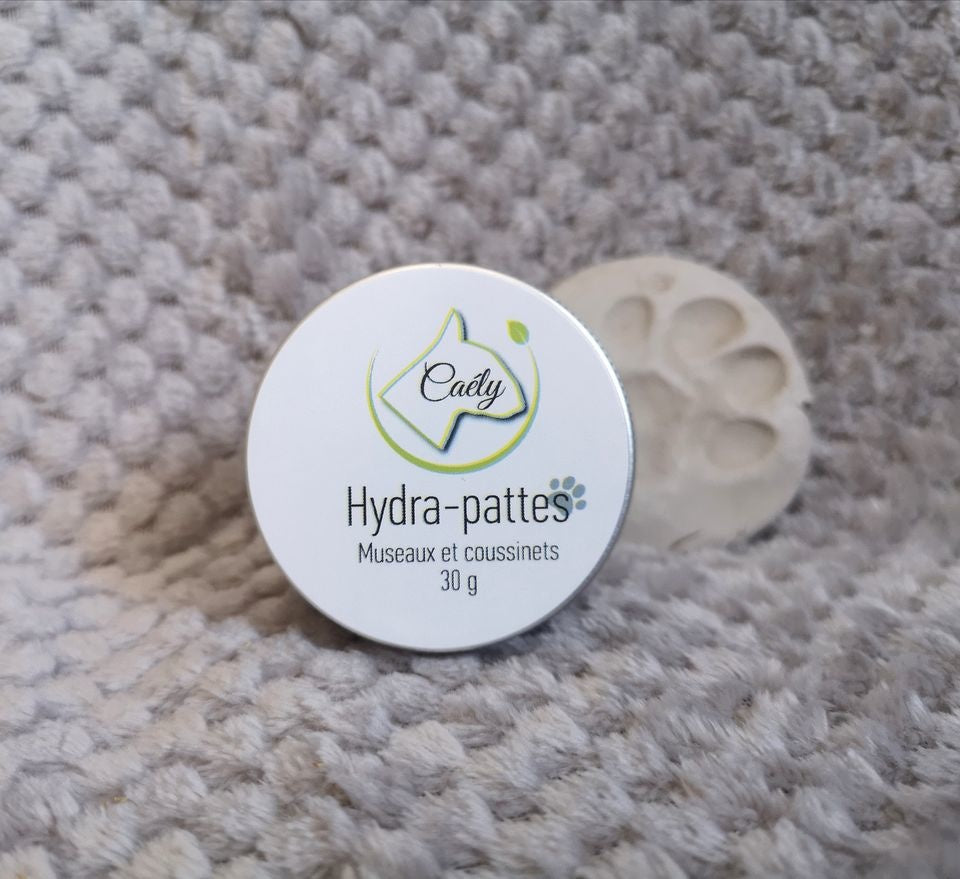 Caély
Hydra-pattes
Museaux et coussinets
30 g